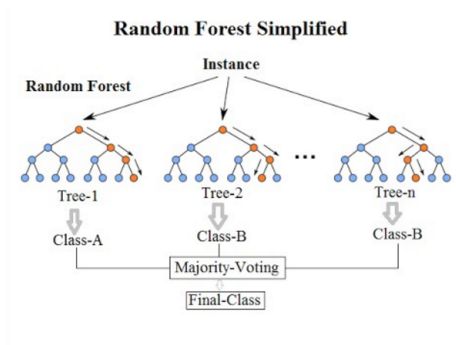 Random Forest Simplified
Instance
Random Forest
...
Tree-1 Tree-2 Tree-n
Class-A Class-B Class-B
Majority-Voting
Final-Class